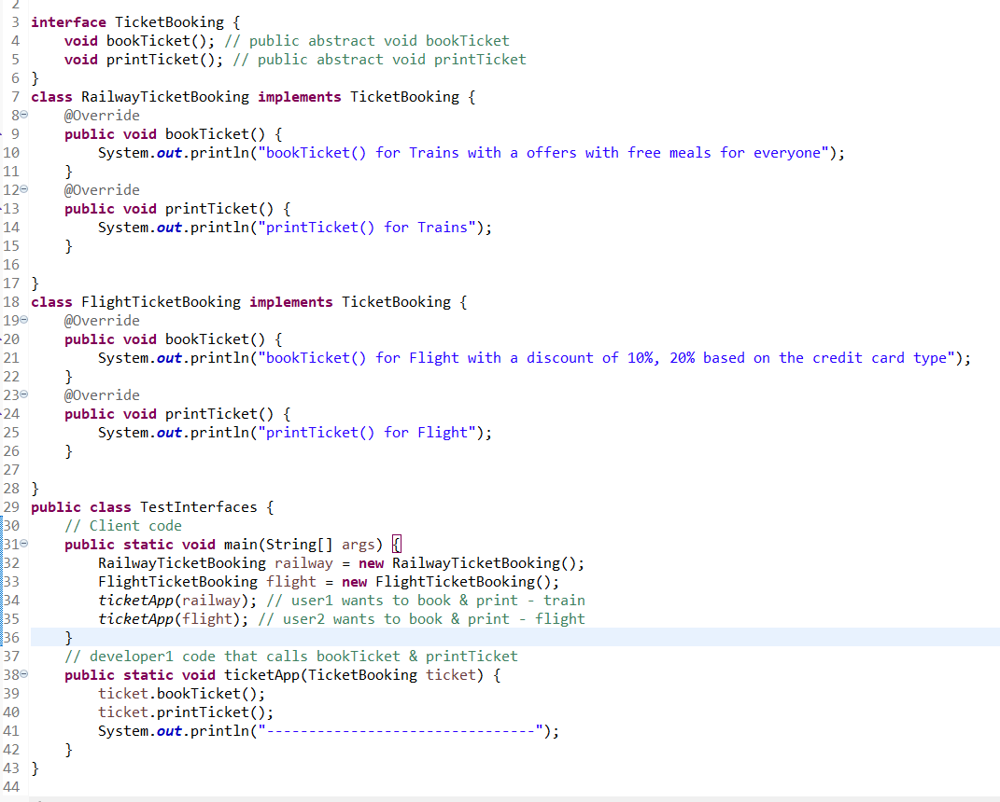 2
3 interface TicketBooking {
4     void bookTicket(); // public abstract void bookTicket
5     void printTicket(); // public abstract void printTicket
6 }
7 class RailwayTicketBooking implements TicketBooking {
8     @Override
9     public void bookTicket() {
10         System.out.println("bookTicket() for Trains with a offers with free meals for everyone");
11     }
12     @Override
13     public void printTicket() {
14         System.out.println("printTicket() for Trains");
15     }
16
17 }
18 class FlightTicketBooking implements TicketBooking {
19     @Override
20     public void bookTicket() {
21         System.out.println("bookTicket() for Flight with a discount of 10%, 20% based on the credit card type");
22     }
23     @Override
24     public void printTicket() {
25         System.out.println("printTicket() for Flight");
26     }
27
28 }
29 public class TestInterfaces {
30     // Client code
31     public static void main(String[] args) {
32         RailwayTicketBooking railway = new RailwayTicketBooking();
33         FlightTicketBooking flight = new FlightTicketBooking();
34         ticketApp(railway); // user1 wants to book & print - train
35         ticketApp(flight); // user2 wants to book & print - flight
36     }
37     // developer1 code that calls bookTicket & printTicket
38     public static void ticketApp(TicketBooking ticket) {
39         ticket.bookTicket();
40         ticket.printTicket();
41         System.out.println("--------------------------------");
42     }
43 }
44